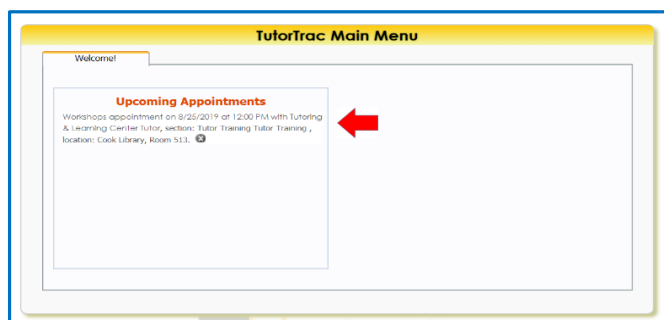 TutorTrac Main Menu
Welcome!
Upcoming Appointments
Workshops appointment on 8/25/2019 at 12:00 PM with Tutoring
& Learning Center Tutor, section: Tutor Training Tutor Training ,
location: Cook Library, Room 513.